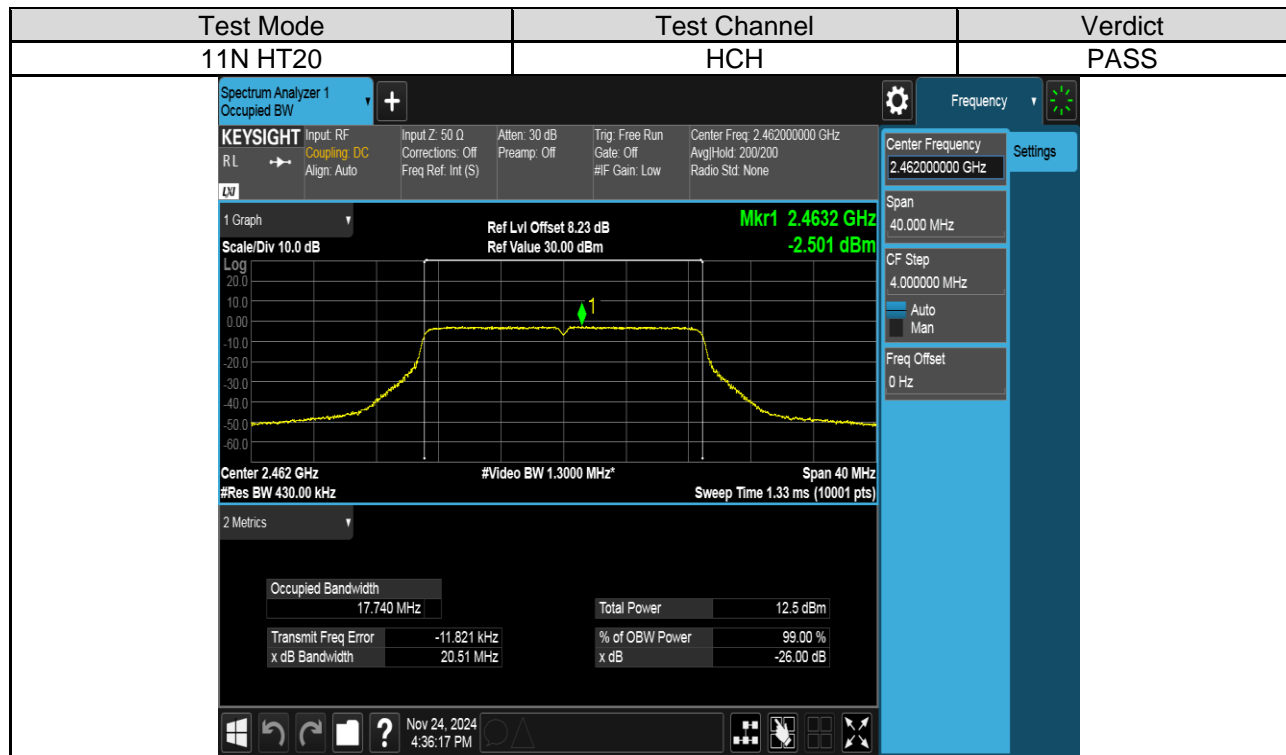 Test Mode Test Channel Verdict
11N HT20 HCH PASS
Spectrum Analyzer 1
Occupied BW
+
Frequency
KEYSIGHT Input: RF Input Z: 50 Ω Atten: 30 dB Trig: Free Run Center Freq: 2.462000000 GHz
R L Coupling: DC Corrections: Off Preamp: Off Gate: Off Avg|Hold: 200/200
Align: Auto Freq Ref: Int (S) #IF Gain: Low Radio Std: None
LXI
Center Frequency
2.462000000 GHz
Settings
Span
40.000 MHz
CF Step
4.000000 MHz
Auto
Man
Freq Offset
0 Hz
1 Graph
Ref Lvl Offset 8.23 dB
Mkr1 2.4632 GHz
Scale/Div 10.0 dB Ref Value 30.00 dBm -2.501 dBm
Log
20.0
10.0
1
0.00
-10.0
-20.0
-30.0
-40.0
-50.0
-60.0
Center 2.462 GHz #Video BW 1.3000 MHz* Span 40 MHz
#Res BW 430.00 kHz Sweep Time 1.33 ms (10001 pts)
2 Metrics
Occupied Bandwidth
17.740 MHz Total Power 12.5 dBm
Transmit Freq Error -11.821 kHz % of OBW Power 99.00 %
x dB Bandwidth 20.51 MHz x dB -26.00 dB
? Nov 24, 2024
4:36:17 PM